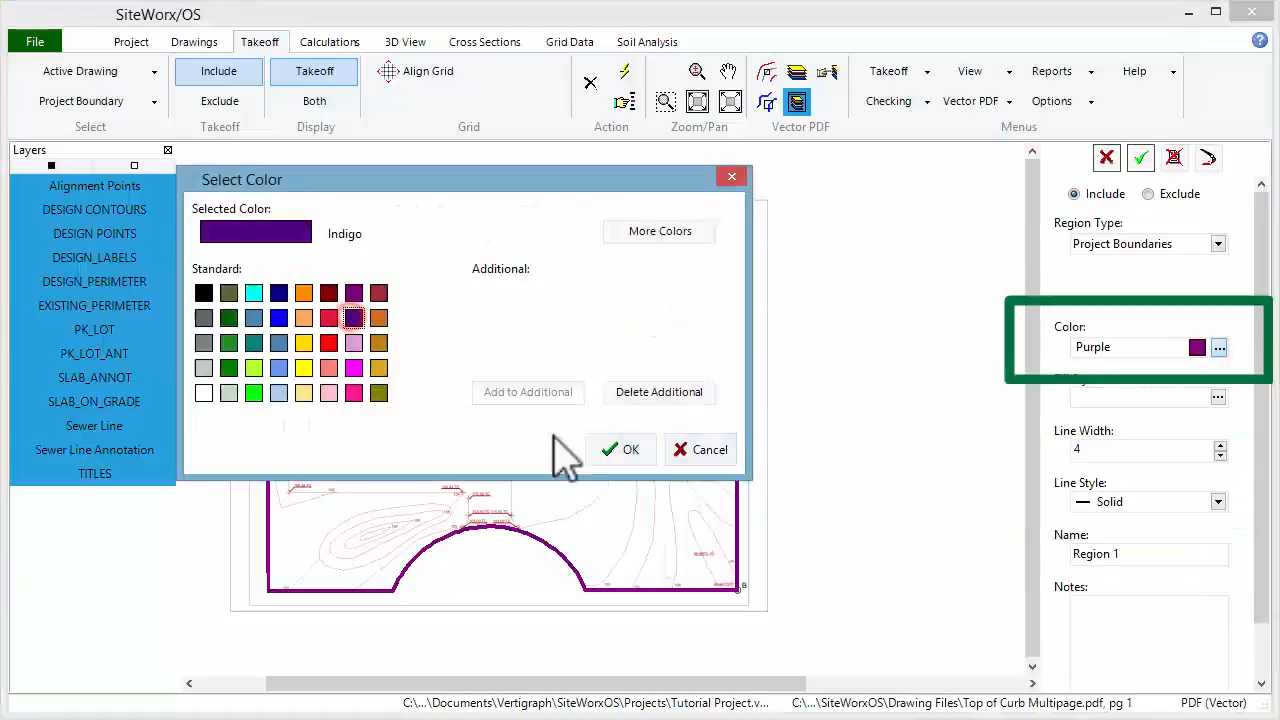 SiteWorx/OS
File Project Drawings Takeoff Calculations 3D View Cross Sections Grid Data Soil Analysis
Active Drawing Include Takeoff Align Grid Takeoff View Reports Help
Project Boundary Exclude Both Checking Vector PDF Options
Select Takeoff Display Grid Action Zoom/Pan Vector PDF Menus
Layers
Alignment Points
DESIGN CONTOURS
DESIGN POINTS
DESIGN_LABELS
DESIGN_PERIMETER
EXISTING_PERIMETER
PK_LOT
PK_LOT_ANT
SLAB_ANNOT
SLAB_ON_GRADE
Sewer Line
Sewer Line Annotation
TITLES
Select Color
Selected Color:
Indigo
More Colors
Standard:
Additional:
Add to Additional
Delete Additional
OK
Cancel
Include Exclude
Region Type:
Project Boundaries
Color:
Purple
Line Width:
4
Line Style:
Solid
Name:
Region 1
Notes:
C:\...\Documents\Vertigraph\SiteWorxOS\Projects\Tutorial Project.v... C:\...\SiteWorxOS\Drawing Files\Top of Curb Multipage.pdf, pg 1 PDF (Vector)